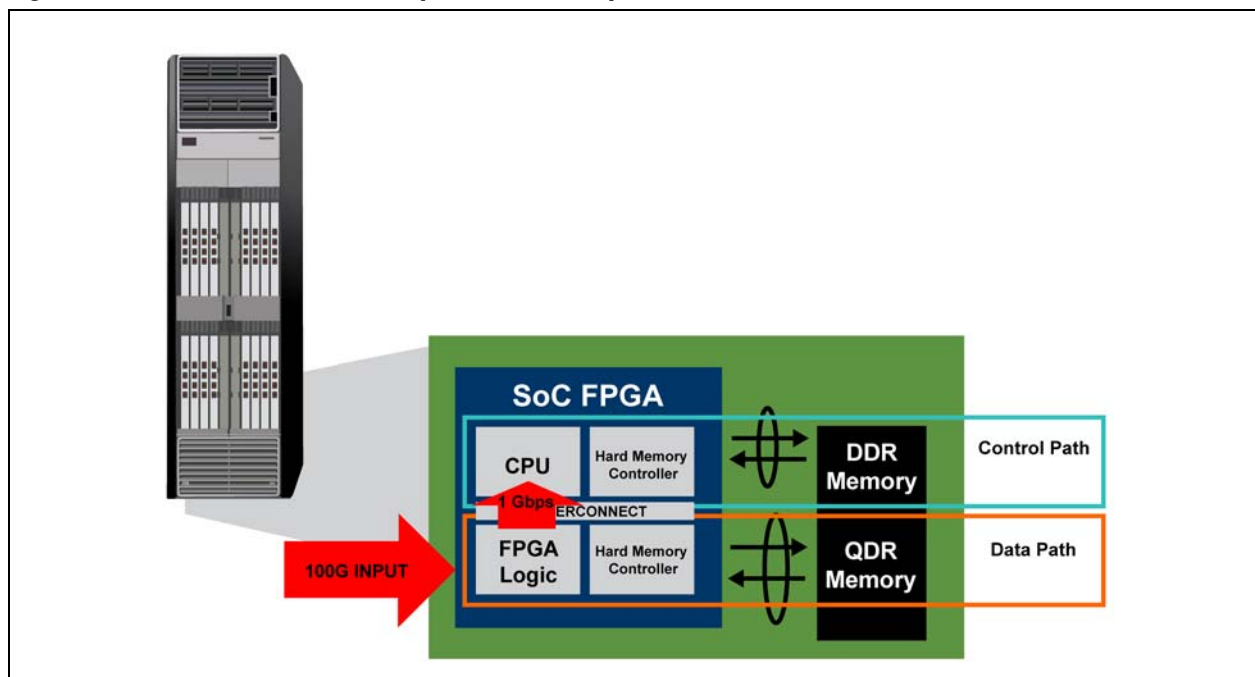 SoC FPGA
CPU
Hard Memory
Controller
DDR
Memory
Control Path
1 Gbps
ERCONNECT
100G INPUT
FPGA
Logic
Hard Memory
Controller
QDR
Memory
Data Path